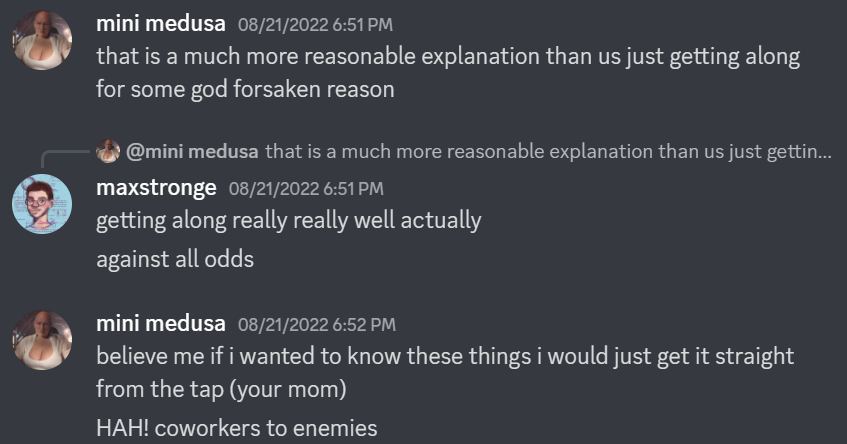 mini medusa 08/21/2022 6:51 PM
that is a much more reasonable explanation than us just getting along
for some god forsaken reason
@mini medusa that is a much more reasonable explanation than us just gettin...
maxstronge 08/21/2022 6:51 PM
getting along really really well actually
against all odds
mini medusa 08/21/2022 6:52 PM
believe me if i wanted to know these things i would just get it straight
from the tap (your mom)
HAH! coworkers to enemies